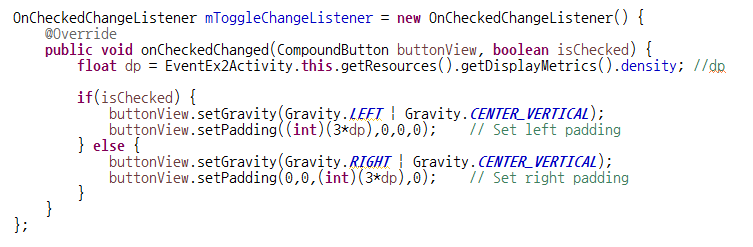 OnCheckedChangeListener mToggleChangeListener = new OnCheckedChangeListener() {
@Override
public void onCheckedChanged(CompoundButton buttonView, boolean isChecked) {
float dp = EventEx2Activity.this.getResources().getDisplayMetrics().density; //dp
if(isChecked) {
buttonView.setGravity(Gravity.LEFT | Gravity.CENTER_VERTICAL);
buttonView.setPadding((int)(3*dp),0,0,0); // Set left padding
} else {
buttonView.setGravity(Gravity.RIGHT | Gravity.CENTER_VERTICAL);
buttonView.setPadding(0,0,(int)(3*dp),0); // Set right padding
}
}
};